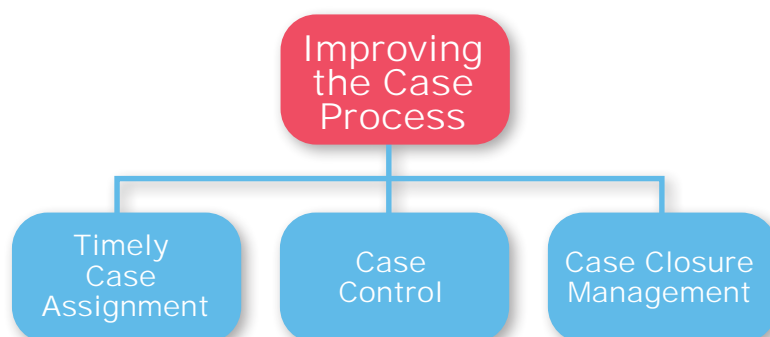 Improving
the Case
Process
Timely
Case
Assignment
Case
Control
Case Closure
Management